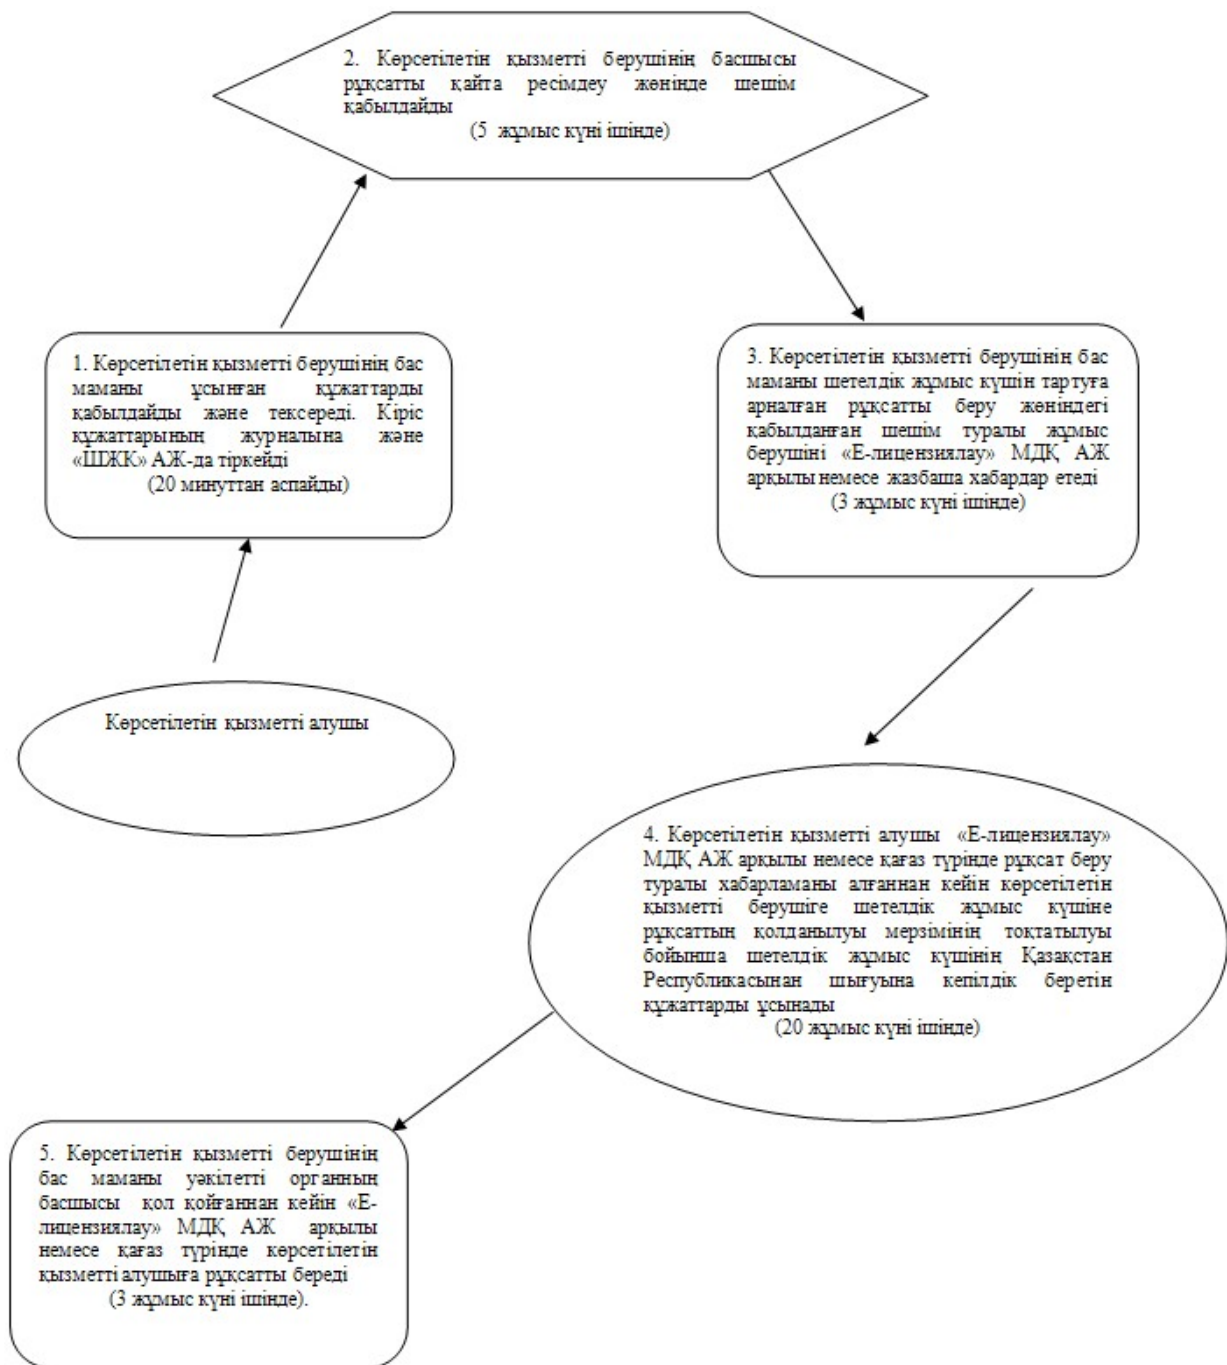 2. Көрсетілетін қызметті берушінің басшысы
рұқсатты қайта ресімдеу жөнінде шешім
қабылдайды
(5 жұмыс күні ішінде)
1. Көрсетілетін қызметті берушінің бас
маманы ұсынған құжаттарды
қабылдайды және тексереді. Кіріс
құжаттарының журналына және
«ШЖК» АЖ-да тіркейді
(20 минуттан аспайды)
3. Көрсетілетін қызметті берушінің бас
маманы шетелдік жұмыс күшін тартуға
арналған рұқсатты беру жөніндегі
қабылданған шешім туралы жұмыс
берушіні «Е-лицензиялау» МДҚ АЖ
арқылы немесе жазбаша хабардар етеді
(3 жұмыс күні ішінде)
Көрсетілетін қызметті алушы
4. Көрсетілетін қызметті алушы «Е-лицензиялау»
МДҚ АЖ арқылы немесе қағаз түрінде рұқсат беру
туралы хабарламаны алғаннан кейін көрсетілетін
қызметті берушіге шетелдік жұмыс күшіне
рұқсаттың қолданылуы мерзімінің тоқтатылуы
бойынша шетелдік жұмыс күшінің Қазақстан
Республикасынан шығуына кепілдік беретін
құжаттарды ұсынады
(20 жұмыс күні ішінде)
5. Көрсетілетін қызметті берушінің
бас маманы уәкілетті органның
басшысы қол қойғаннан кейін «Е-
лицензиялау» МДҚ АЖ арқылы
немесе қағаз түрінде көрсетілетін
қызметті алушыға рұқсатты береді
(3 жұмыс күні ішінде).